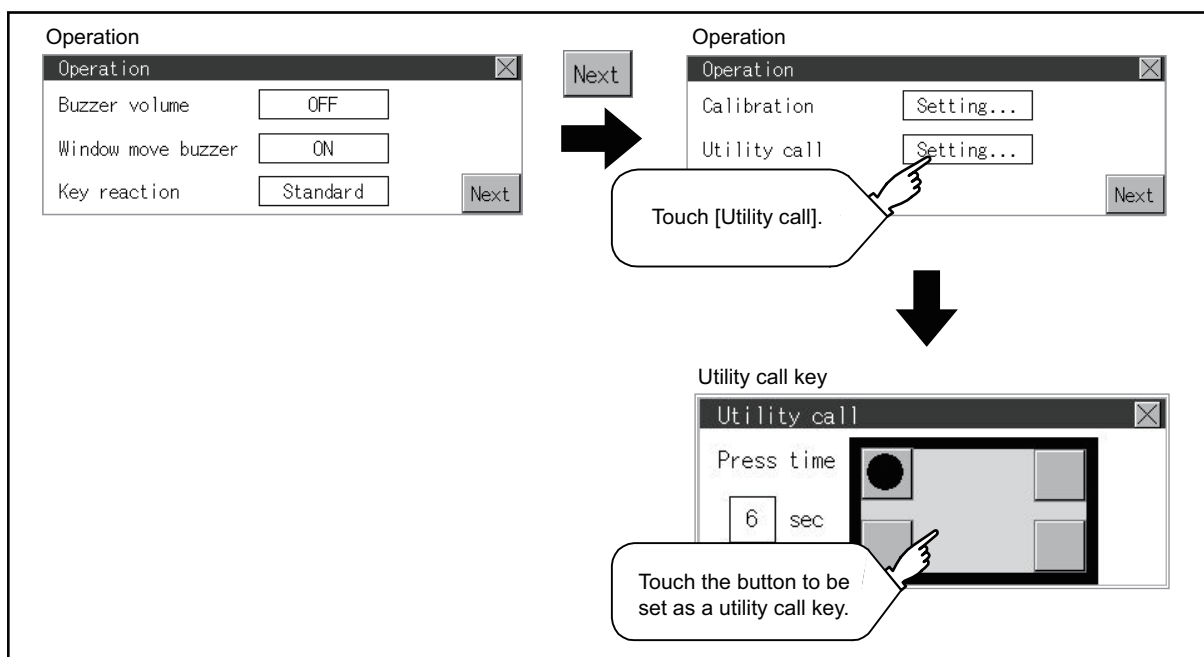 Operation
Operation
Buzzer volume OFF
Window move buzzer ON
Key reaction Standard Next
Next
Operation
Operation
Calibration Setting...
Utility call Setting...
Next
Touch [Utility call].
Utility call key
Utility call
Press time
6 sec
Touch the button to be
set as a utility call key.